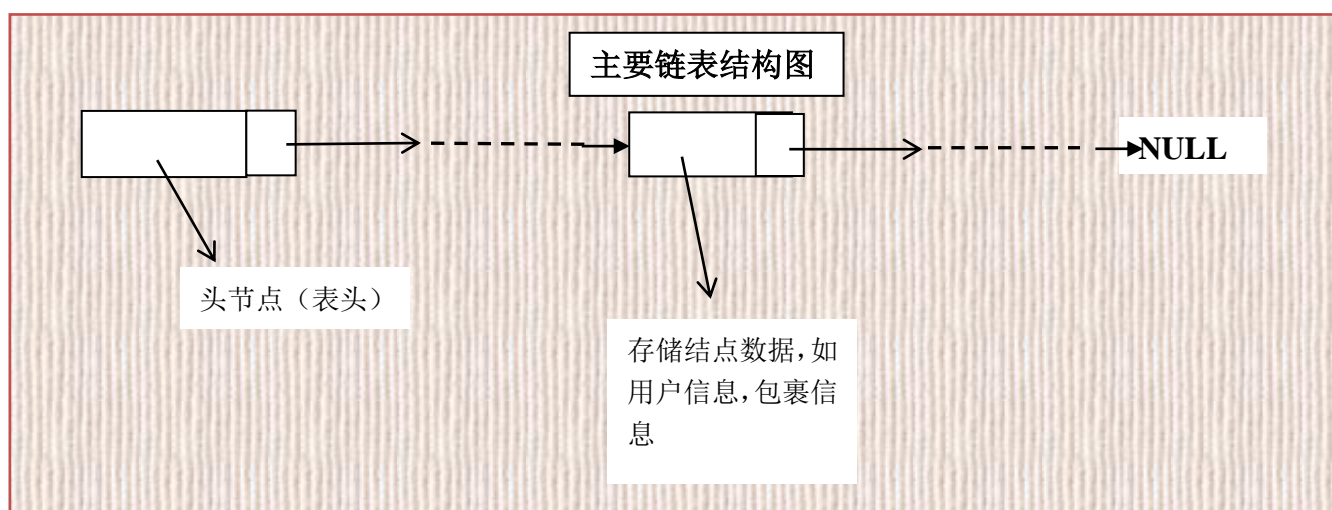 主要链表结构图
NULL
头节点（表头）
存储结点数据，如
用户信息，包裹信
息